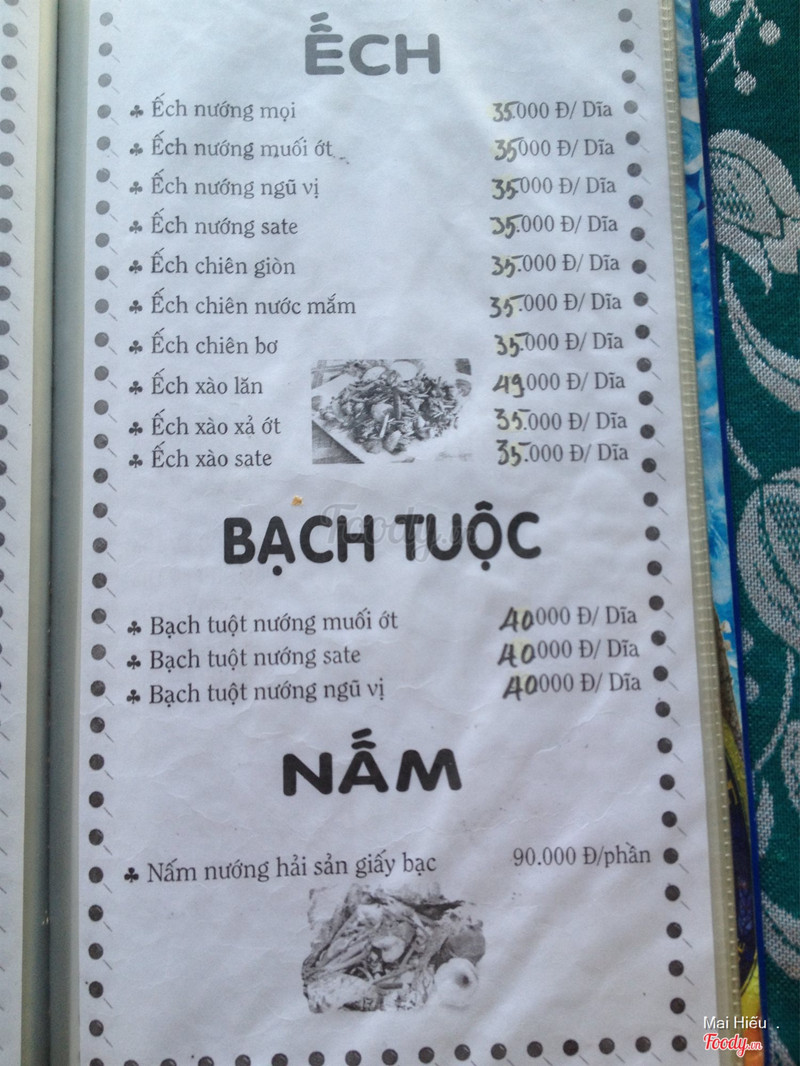 ẾCH
♣ Ếch nướng mọi 35.000 Đ/ Dĩa
♣ Ếch nướng muối ớt 35000 Đ/ Dĩa
♣ Ếch nướng ngũ vị 35.000 Đ/ Dĩa
♣ Ếch nướng sate 35.000 Đ/ Dĩa
♣ Ếch chiên giòn 35.000 Đ/ Dĩa
♣ Ếch chiên nước mắm 35.000 Đ/ Dĩa
♣ Ếch chiên bơ 35.000 Đ/ Dĩa
♣ Ếch xào lăn 49000 Đ/ Dĩa
♣ Ếch xào xả ớt 35.000 Đ/ Dĩa
♣ Ếch xào sate 35.000 Đ/ Dĩa
Foody.vn
BẠCH TUỘC
♣ Bạch tuột nướng muối ớt 40000 Đ/ Dĩa
♣ Bạch tuột nướng sate 40000 Đ/ Dĩa
♣ Bạch tuột nướng ngũ vị 40000 Đ/ Dĩa
NẤM
♣ Nấm nướng hải sản giấy bạc 90.000 Đ/phần
Mai Hiếu .
Foody.vn